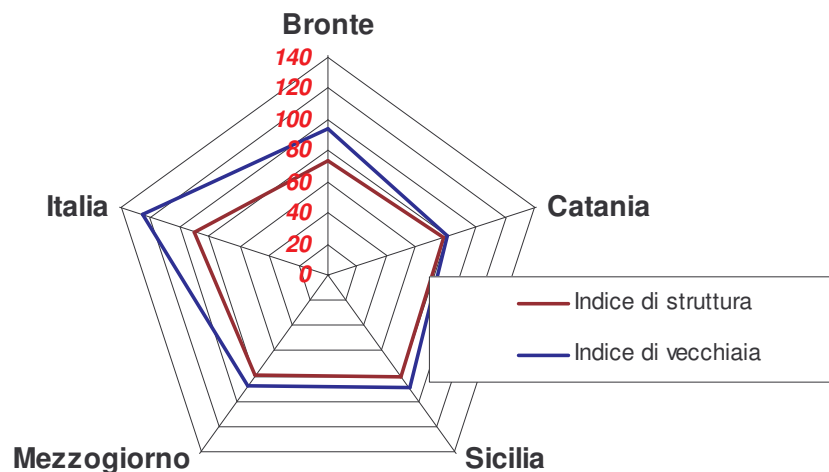 Bronte
140
120
100
80
60
40
20
0
Italia
Catania
Indice di struttura
Indice di vecchiaia
Mezzogiorno
Sicilia